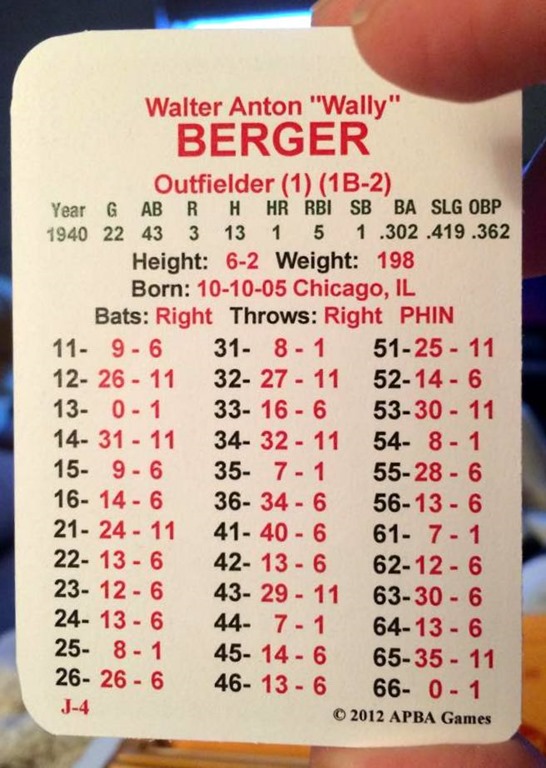 Walter Anton "Wally"
BERGER
Outfielder (1) (1B-2)
Year G AB R H HR RBI SB BA SLG OBP
1940 22 43 3 13 1 5 1 .302 .419 .362
Height: 6-2 Weight: 198
Born: 10-10-05 Chicago, IL
Bats: Right Throws: Right PHIN
11- 9 - 6 31- 8 - 1 51- 25 - 11
12- 26 - 11 32- 27 - 11 52- 14 - 6
13- 0 - 1 33- 16 - 6 53- 30 - 11
14- 31 - 11 34- 32 - 11 54- 8 - 1
15- 9 - 6 35- 7 - 1 55- 28 - 6
16- 14 - 6 36- 34 - 6 56- 13 - 6
21- 24 - 11 41- 40 - 6 61- 7 - 1
22- 13 - 6 42- 13 - 6 62- 12 - 6
23- 12 - 6 43- 29 - 11 63- 30 - 6
24- 13 - 6 44- 7 - 1 64- 13 - 6
25- 8 - 1 45- 14 - 6 65- 35 - 11
26- 26 - 6 46- 13 - 6 66- 0 - 1
J-4 © 2012 APBA Games